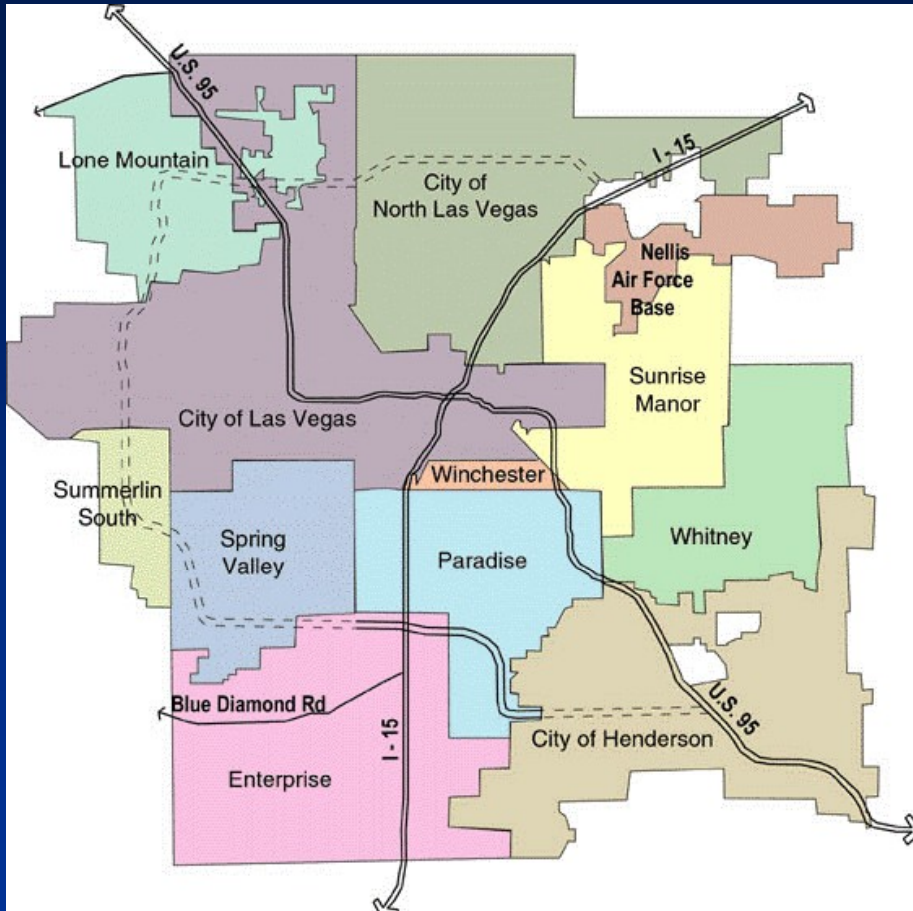 U.S. 95
Lone Mountain
I - 15
City of
North Las Vegas
Nellis
Air Force
Base
Sunrise
Manor
City of Las Vegas
Winchester
Summerlin
South
Spring
Valley
Paradise
Whitney
Blue Diamond Rd
I - 15
U.S. 95
City of Henderson
Enterprise